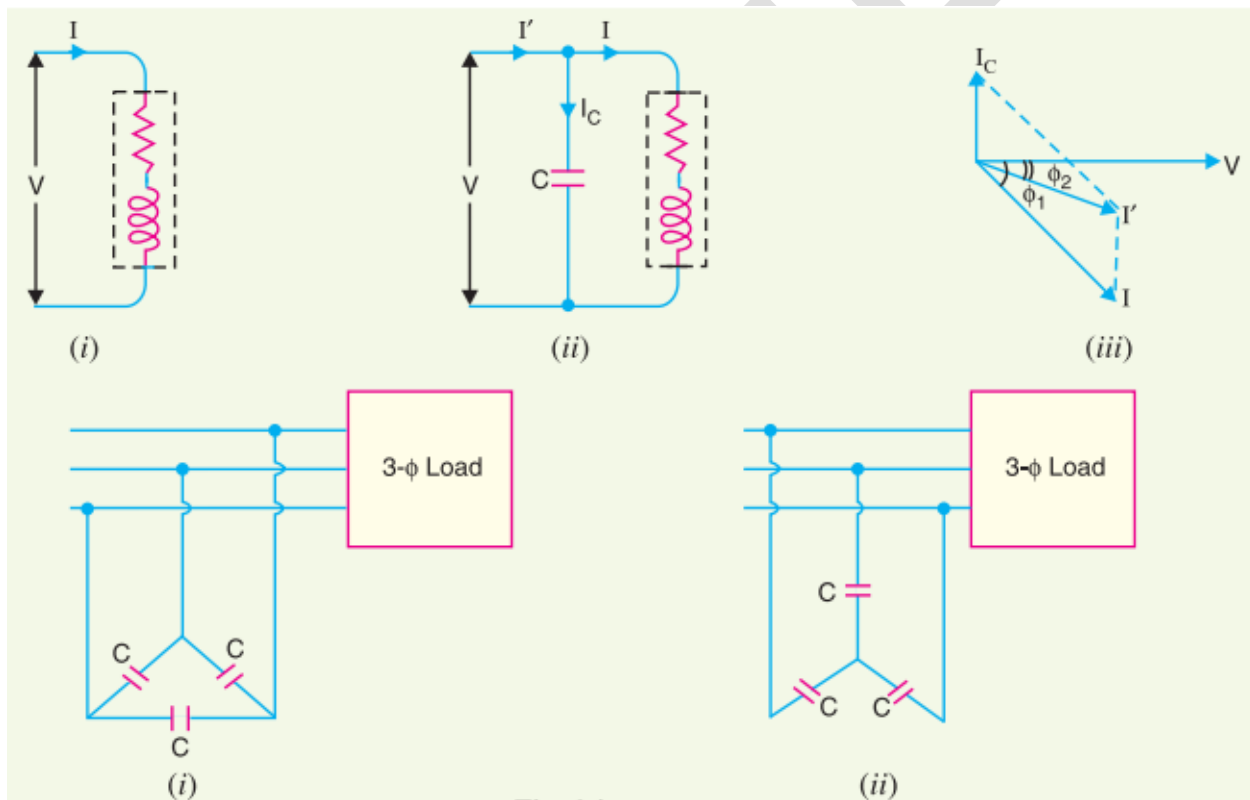 I
V
(i)
I′ I
I_C
C
V
(ii)
I_C
V
ϕ₂
ϕ₁
I′
I
(iii)
3-ϕ Load
C
C
C
(i)
3-ϕ Load
C
C
C
(ii)